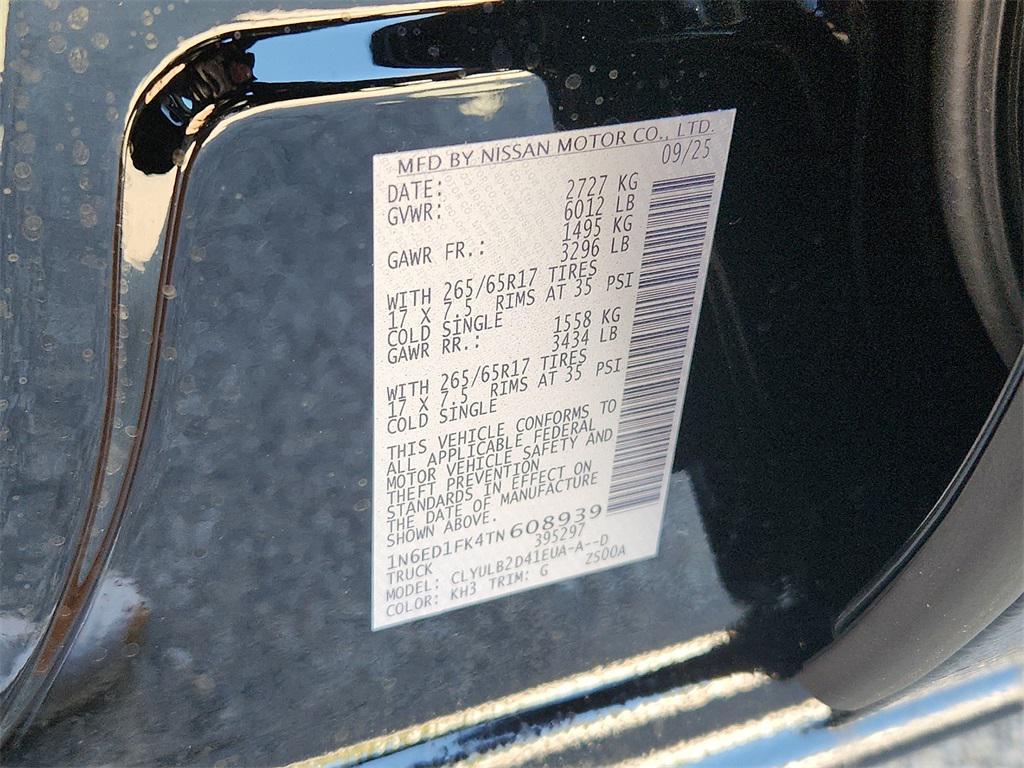 MFD BY NISSAN MOTOR CO., LTD.
DATE: 09/25
GVWR: 2727 KG
6012 LB
GAWR FR.: 1495 KG
3296 LB
WITH 265/65R17 TIRES
17 X 7.5 RIMS AT 35 PSI
COLD SINGLE
GAWR RR.: 1558 KG
3434 LB
WITH 265/65R17 TIRES
17 X 7.5 RIMS AT 35 PSI
COLD SINGLE
THIS VEHICLE CONFORMS TO
ALL APPLICABLE FEDERAL
MOTOR VEHICLE SAFETY AND
THEFT PREVENTION
STANDARDS IN EFFECT ON
THE DATE OF MANUFACTURE
SHOWN ABOVE.
1N6ED1FK4TN608939
TRUCK 395297
MODEL: CLYULB2D41EUA-A--D
COLOR: KH3 TRIM: G ZS00A